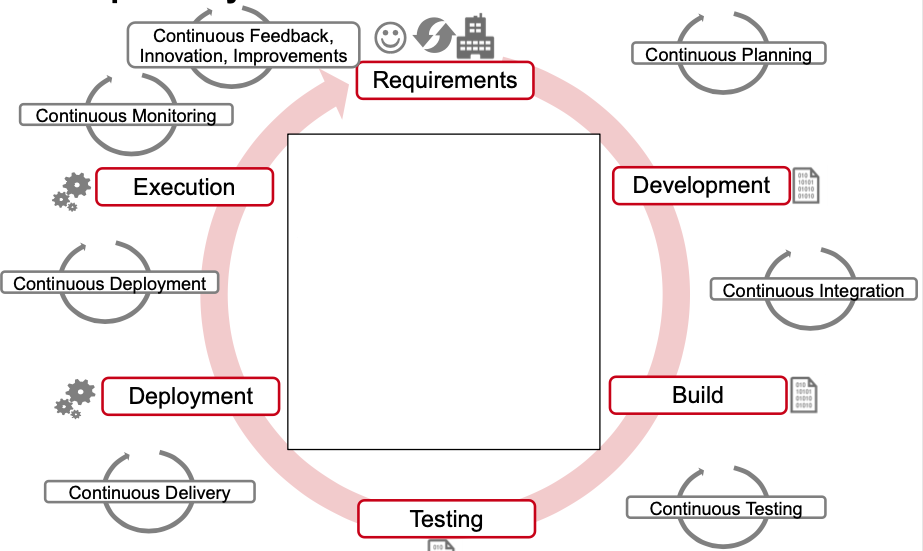 Continuous Feedback,
Innovation, Improvements
Requirements
Continuous Planning
Continuous Monitoring
Execution
Development
Continuous Deployment
Continuous Integration
Deployment
Build
Continuous Delivery
Testing
Continuous Testing